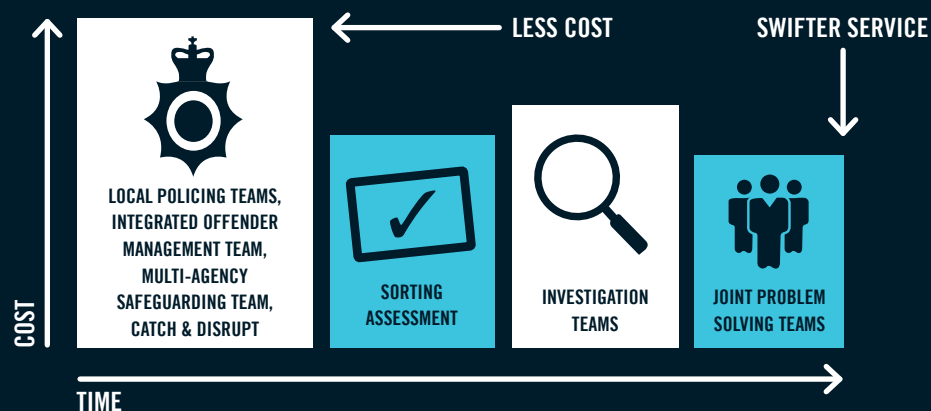 LESS COST
SWIFTER SERVICE
COST
LOCAL POLICING TEAMS,
INTEGRATED OFFENDER
MANAGEMENT TEAM,
MULTI-AGENCY
SAFEGUARDING TEAM,
CATCH & DISRUPT
SORTING
ASSESSMENT
INVESTIGATION
TEAMS
JOINT PROBLEM
SOLVING TEAMS
TIME